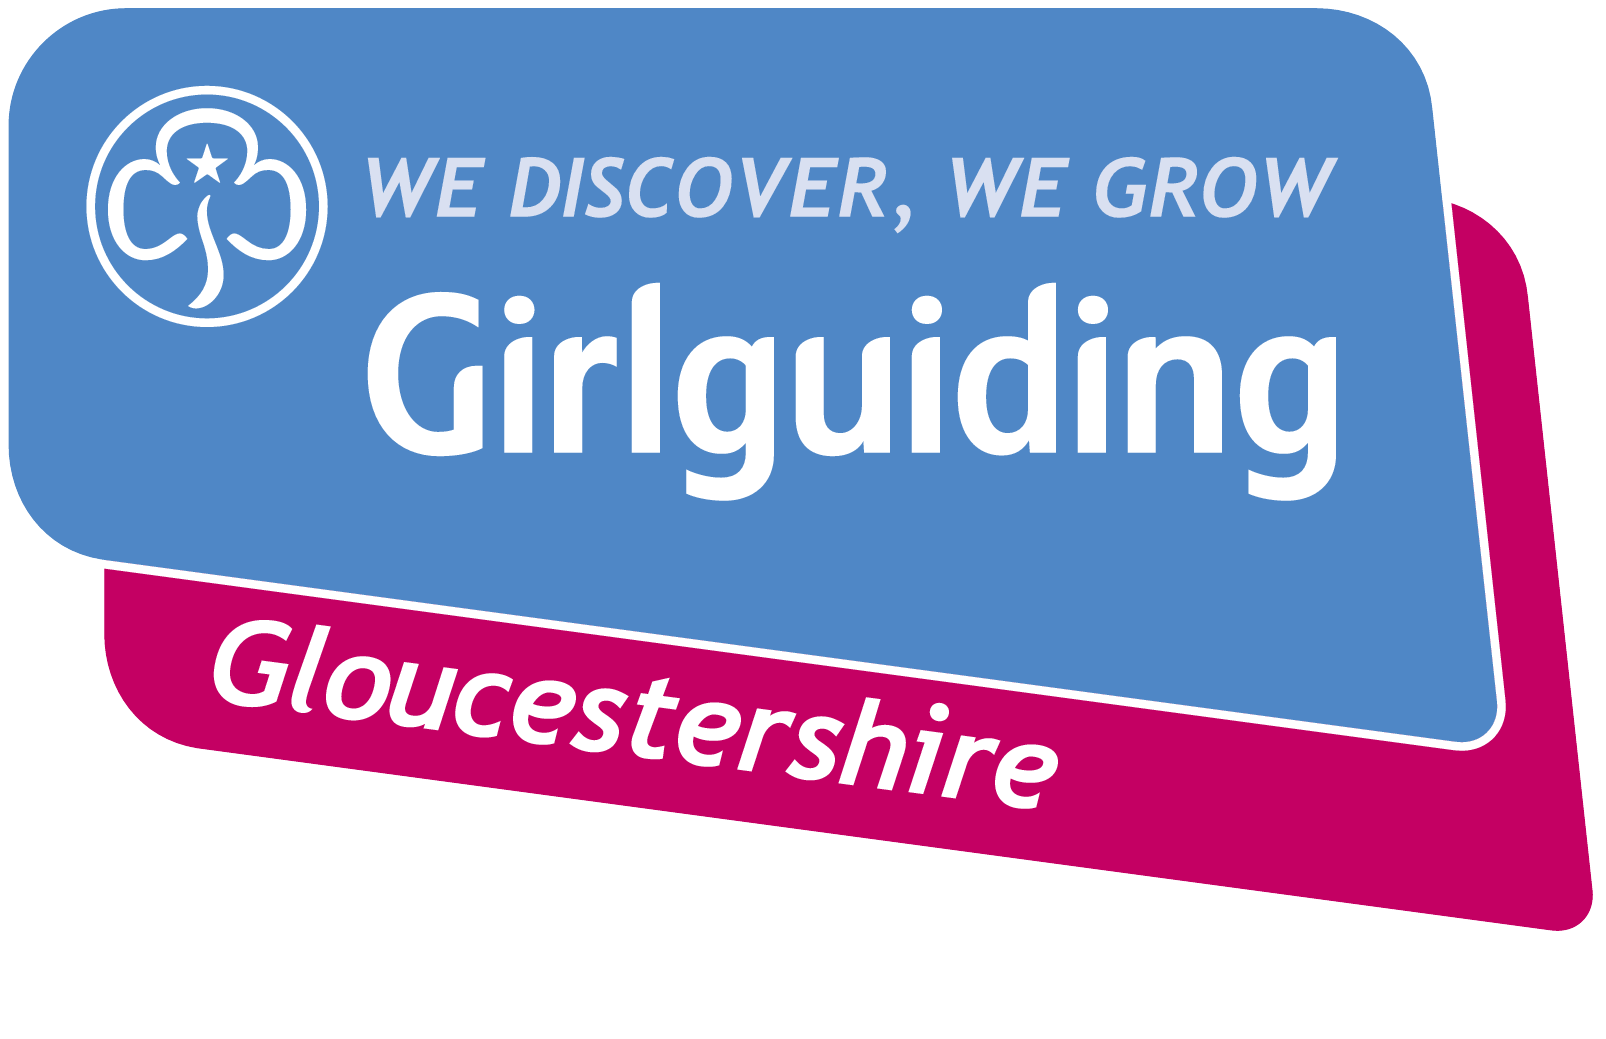 WE DISCOVER, WE GROW
Girlguiding
Gloucestershire